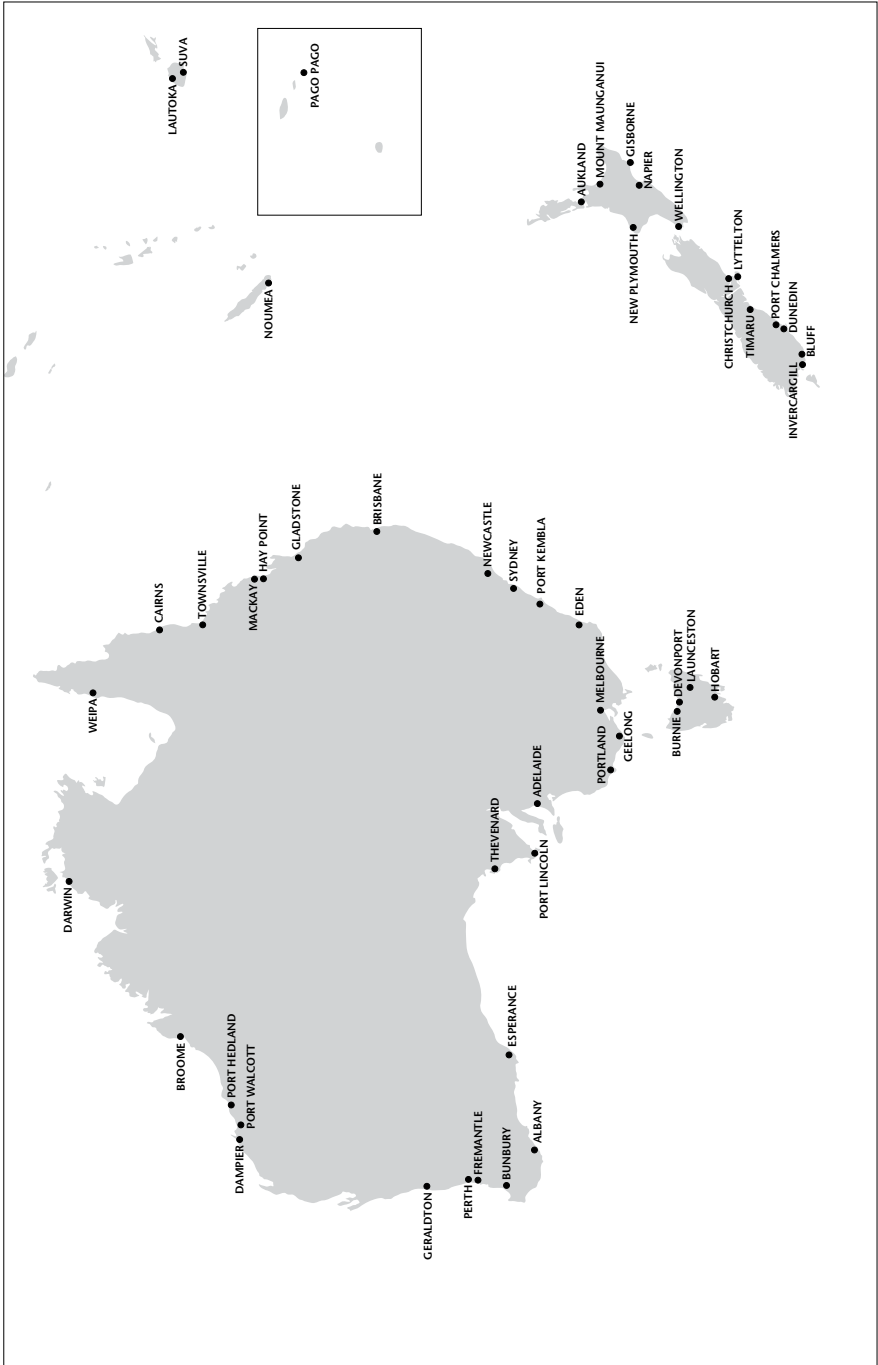 LAUTOKA
SUVA
PAGO PAGO
NOUMEA
AUKLAND
MOUNT MAUNGANUI
GISBORNE
NAPIER
NEW PLYMOUTH
WELLINGTON
CHRISTCHURCH
LYTTELTON
TIMARU
PORT CHALMERS
DUNEDIN
BLUFF
INVERCARGILL
WEIPA
CAIRNS
TOWNSVILLE
MACKAY
HAY POINT
GLADSTONE
BRISBANE
NEWCASTLE
SYDNEY
PORT KEMBLA
EDEN
MELBOURNE
GEELONG
PORTLAND
BURNIE
DEVONPORT
LAUNCESTON
HOBART
ADELAIDE
THEVENARD
PORT LINCOLN
DARWIN
BROOME
PORT HEDLAND
PORT WALCOTT
DAMPIER
GERALDTON
PERTH
FREMANTLE
BUNBURY
ALBANY
ESPERANCE